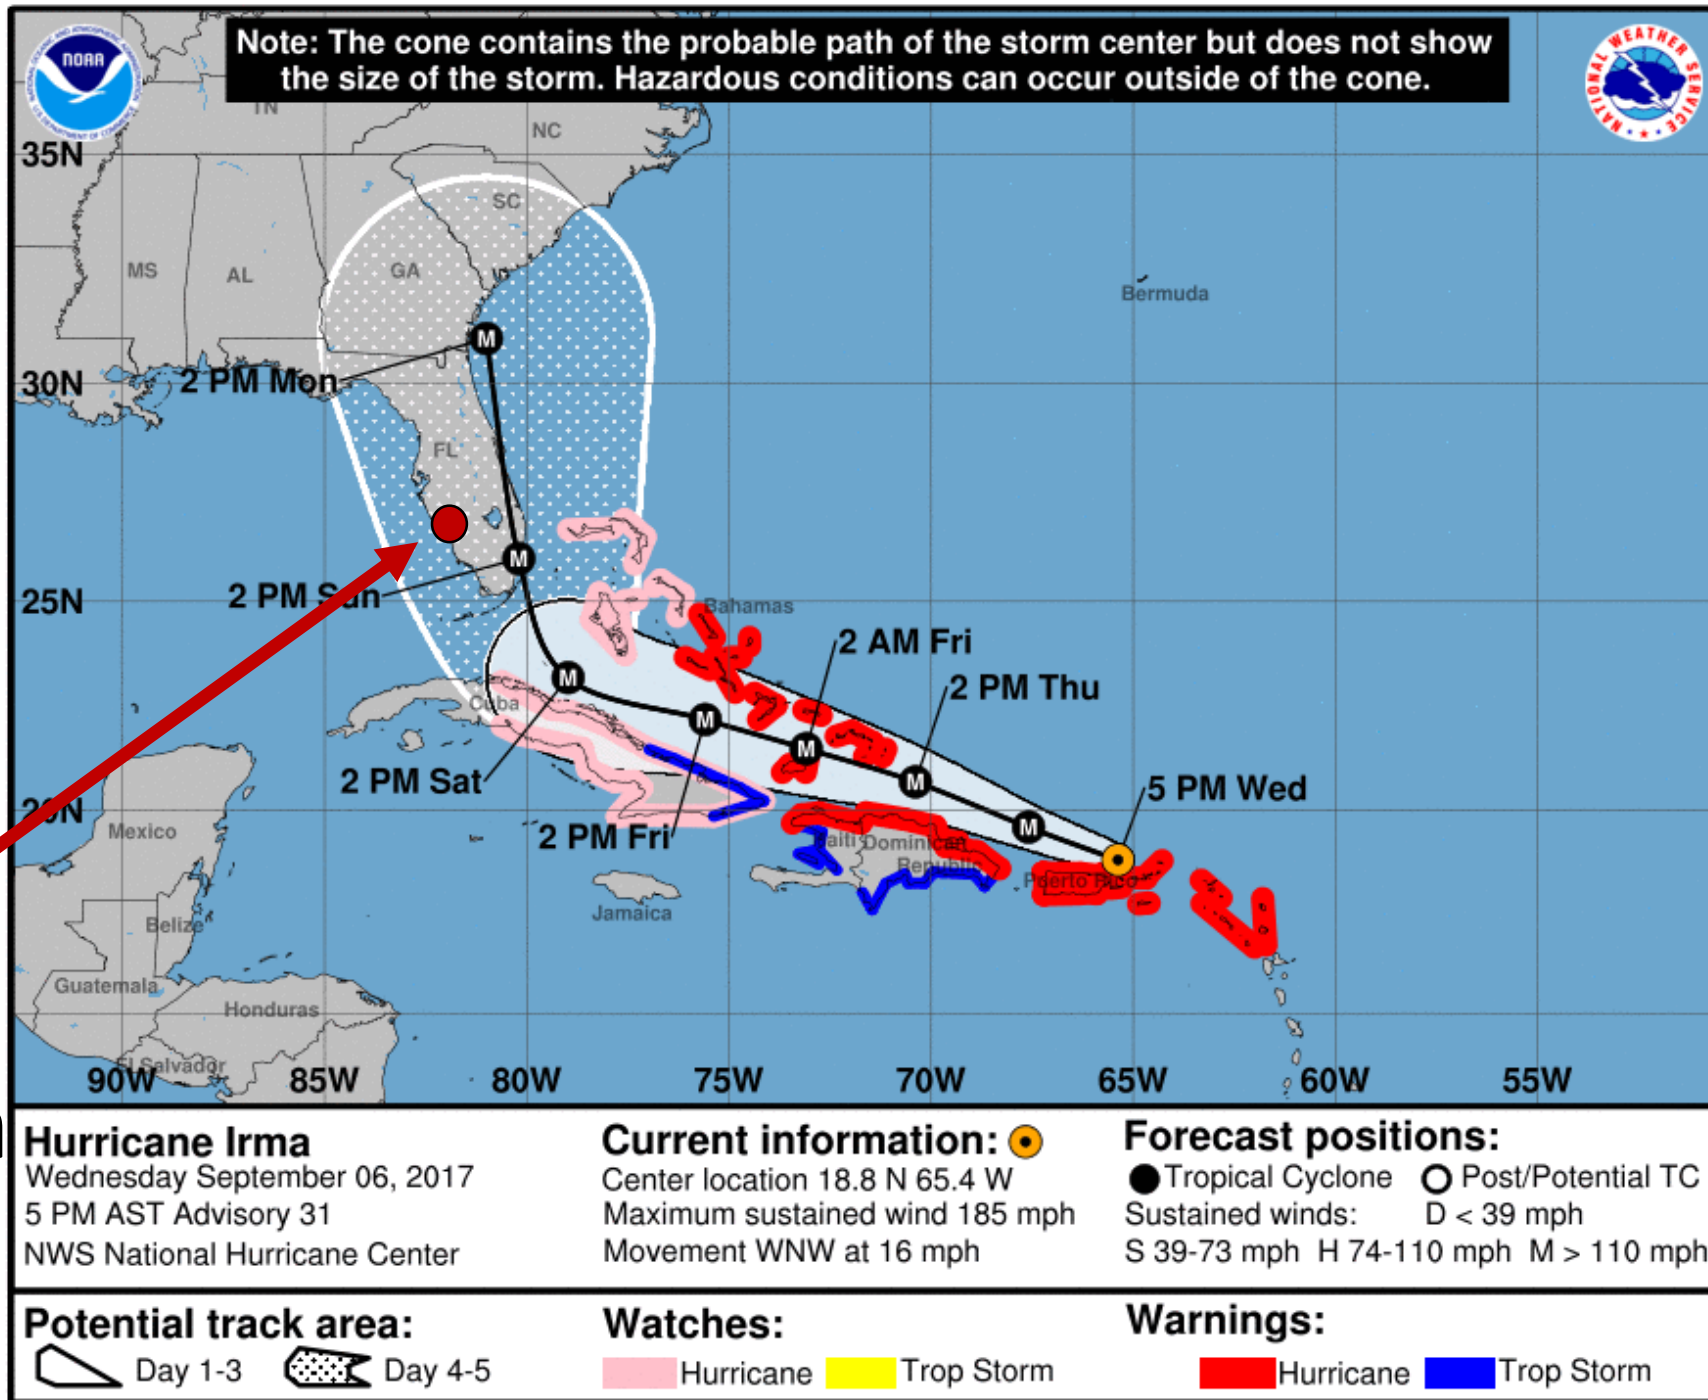 Note: The cone contains the probable path of the storm center but does not show
the size of the storm. Hazardous conditions can occur outside of the cone.
NOAA
NATIONAL WEATHER SERVICE
TN
NC
35N
SC
MS
AL
GA
Bermuda
2 PM Mon
30N
FL
2 PM Sun
25N
Bahamas
2 AM Fri
2 PM Thu
Cuba
2 PM Sat
5 PM Wed
20N
Mexico
2 PM Fri
Haiti
Dominican
Republic
Puerto Rico
Jamaica
Belize
Guatemala
Honduras
El Salvador
M
M
M
M
M
M
M
90W 85W 80W 75W 70W 65W 60W 55W
Hurricane Irma
Wednesday September 06, 2017
5 PM AST Advisory 31
NWS National Hurricane Center
Current information:
Center location 18.8 N 65.4 W
Maximum sustained wind 185 mph
Movement WNW at 16 mph
Forecast positions:
Tropical Cyclone Post/Potential TC
Sustained winds: D < 39 mph
S 39-73 mph H 74-110 mph M > 110 mph
Potential track area:
Day 1-3 Day 4-5
Watches:
Hurricane Trop Storm
Warnings:
Hurricane Trop Storm